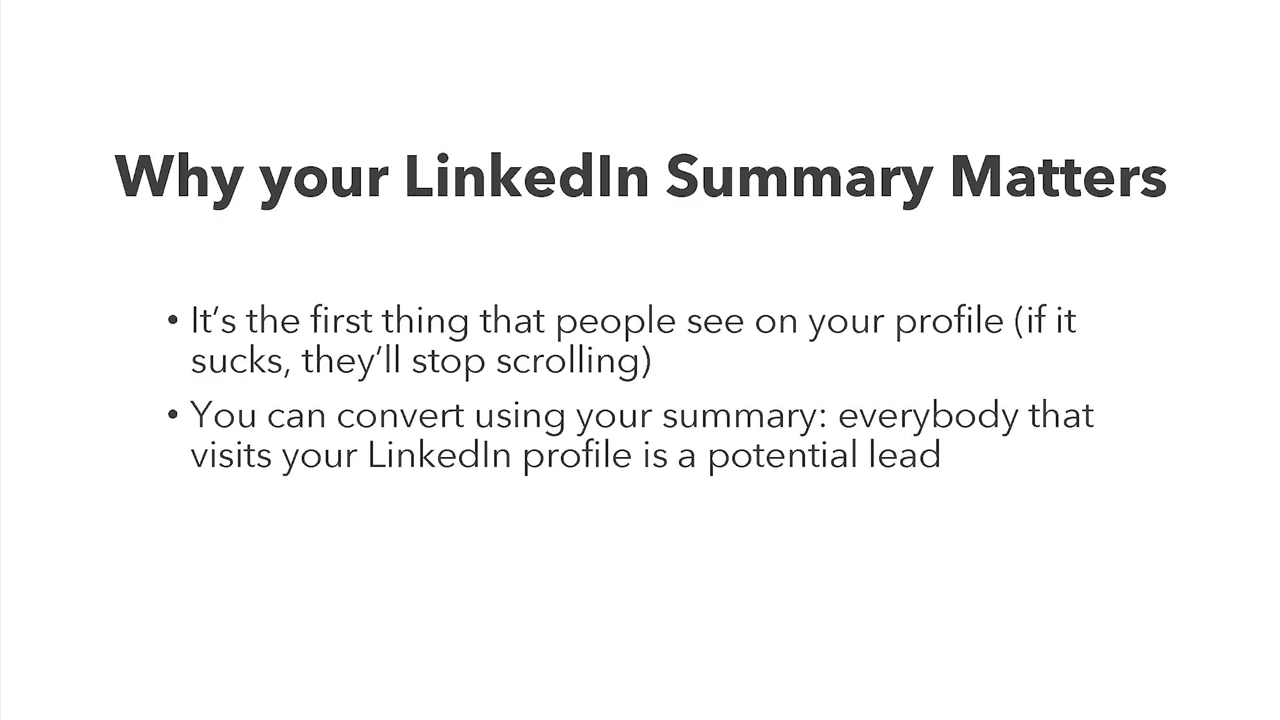 Why your LinkedIn Summary Matters
• It’s the first thing that people see on your profile (if it
sucks, they’ll stop scrolling)
• You can convert using your summary: everybody that
visits your LinkedIn profile is a potential lead